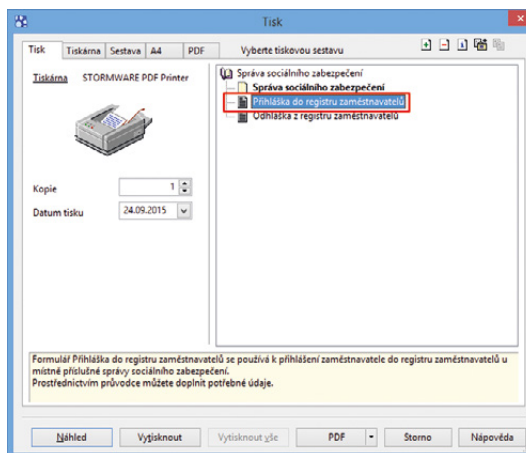 Tisk
Tisk Tiskárna Sestava A4 PDF Vyberte tiskovou sestavu
Tiskárna STORMWARE PDF Printer
Správa sociálního zabezpečení
Správa sociálního zabezpečení
Přihláška do registru zaměstnavatelů
Odhláška z registru zaměstnavatelů
Kopie 1
Datum tisku 24.09.2015
Formulář Přihláška do registru zaměstnavatelů se používá k přihlášení zaměstnavatele do registru zaměstnavatelů u
místně příslušné správy sociálního zabezpečení.
Prostřednictvím průvodce můžete doplnit potřebné údaje.
Náhled Vytisknout Vytisknout vše PDF Storno Nápověda